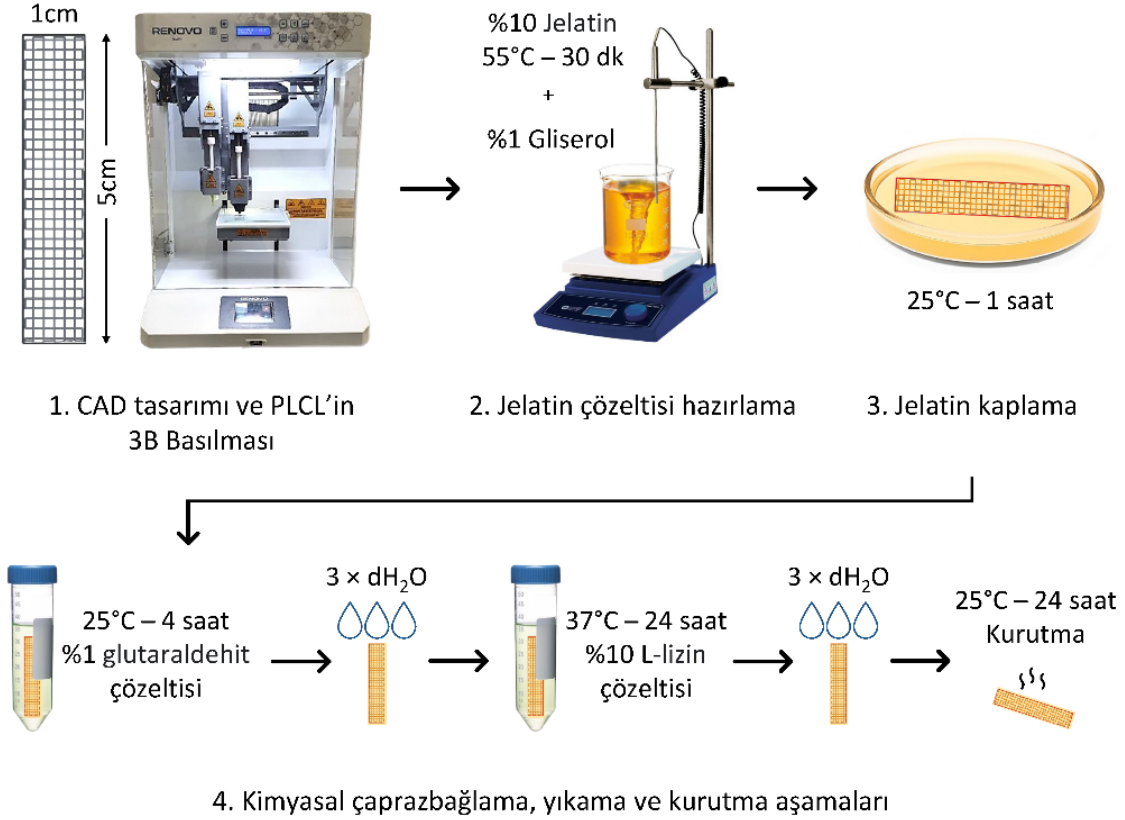 1cm
5cm
RENOVO
RENOVO
%10 Jelatin
55°C – 30 dk
+
%1 Gliserol
25°C – 1 saat
1. CAD tasarımı ve PLCL’in
3B Basılması
2. Jelatin çözeltisi hazırlama
3. Jelatin kaplama
25°C – 4 saat
%1 glutaraldehit
çözeltisi
3 × dH₂O
37°C – 24 saat
%10 L-lizin
çözeltisi
3 × dH₂O
25°C – 24 saat
Kurutma
4. Kimyasal çaprazbağlama, yıkama ve kurutma aşamaları